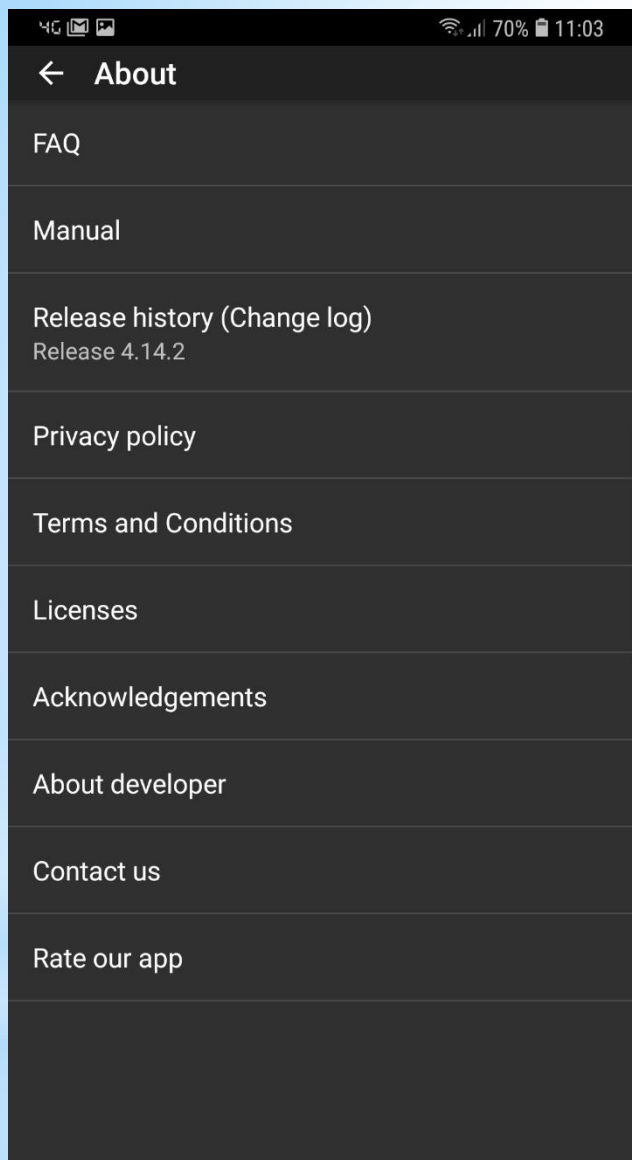 4G 70% 11:03
About
FAQ
Manual
Release history (Change log)
Release 4.14.2
Privacy policy
Terms and Conditions
Licenses
Acknowledgements
About developer
Contact us
Rate our app